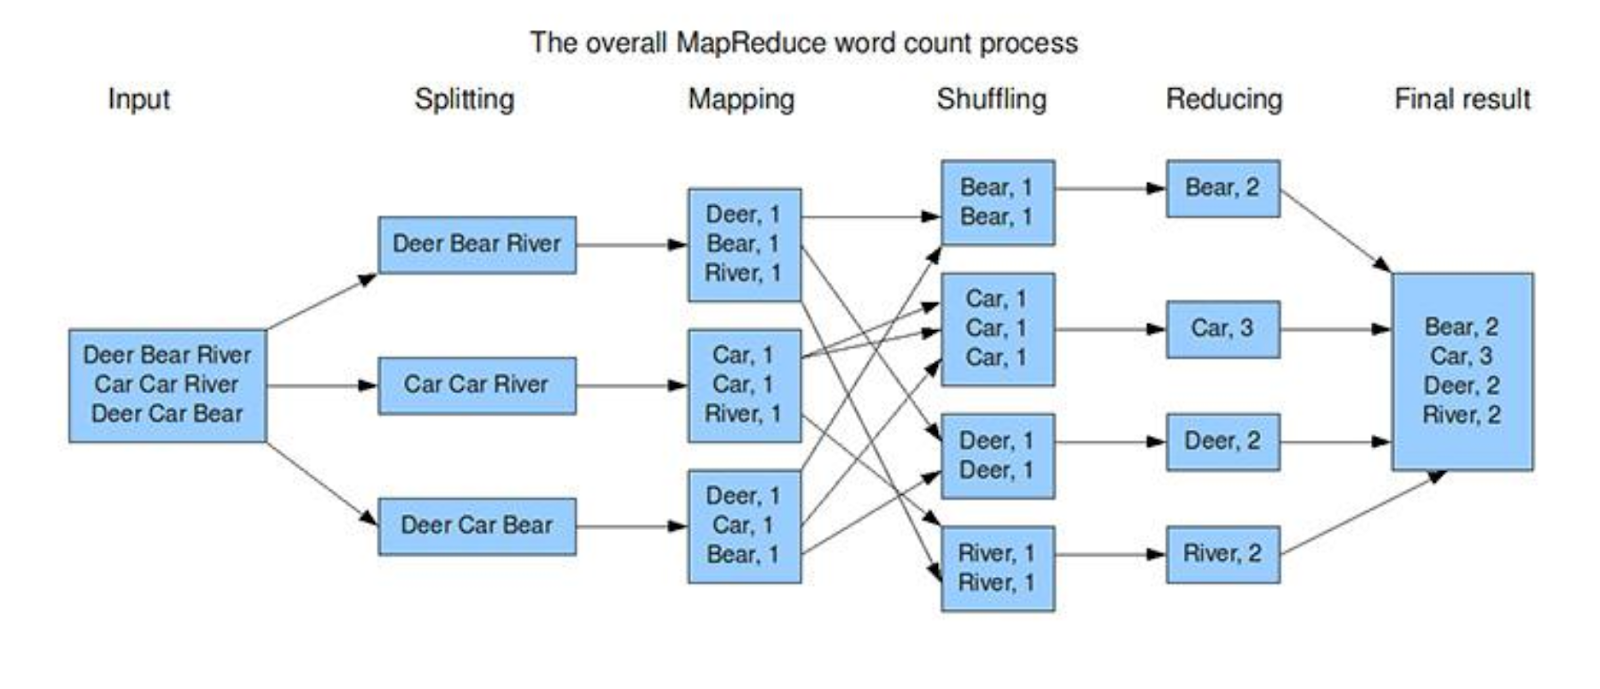 The overall MapReduce word count process
Input
Splitting
Mapping
Shuffling
Reducing
Final result
Deer Bear River
Car Car River
Deer Car Bear
Deer Bear River
Car Car River
Deer Car Bear
Deer, 1
Bear, 1
River, 1
Car, 1
Car, 1
River, 1
Deer, 1
Car, 1
Bear, 1
Bear, 1
Bear, 1
Car, 1
Car, 1
Car, 1
Deer, 1
Deer, 1
River, 1
River, 1
Bear, 2
Car, 3
Deer, 2
River, 2
Bear, 2
Car, 3
Deer, 2
River, 2